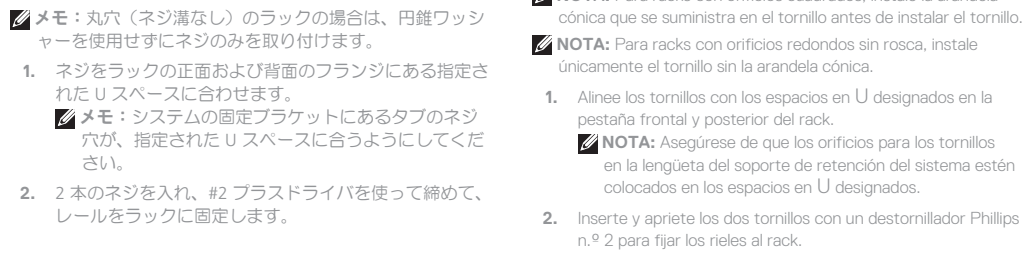 メモ：丸穴（ネジ溝なし）のラックの場合は、円錐ワッシ
ャーを使用せずにネジのみを取り付けます。
1. ネジをラックの正面および背面のフランジにある指定さ
れた U スペースに合わせます。
メモ：システムの固定ブラケットにあるタブのネジ
穴が、指定された U スペースに合うようにしてくだ
さい。
2. 2 本のネジを入れ、#2 プラスドライバを使って締めて、
レールをラックに固定します。
cónica que se suministra en el tornillo antes de instalar el tornillo.
NOTA: Para racks con orificios redondos sin rosca, instale
únicamente el tornillo sin la arandela cónica.
1. Alinee los tornillos con los espacios en U designados en la
pestaña frontal y posterior del rack.
NOTA: Asegúrese de que los orificios para los tornillos
en la lengüeta del soporte de retención del sistema estén
colocados en los espacios en U designados.
2. Inserte y apriete los dos tornillos con un destornillador Phillips
n.º 2 para fijar los rieles al rack.